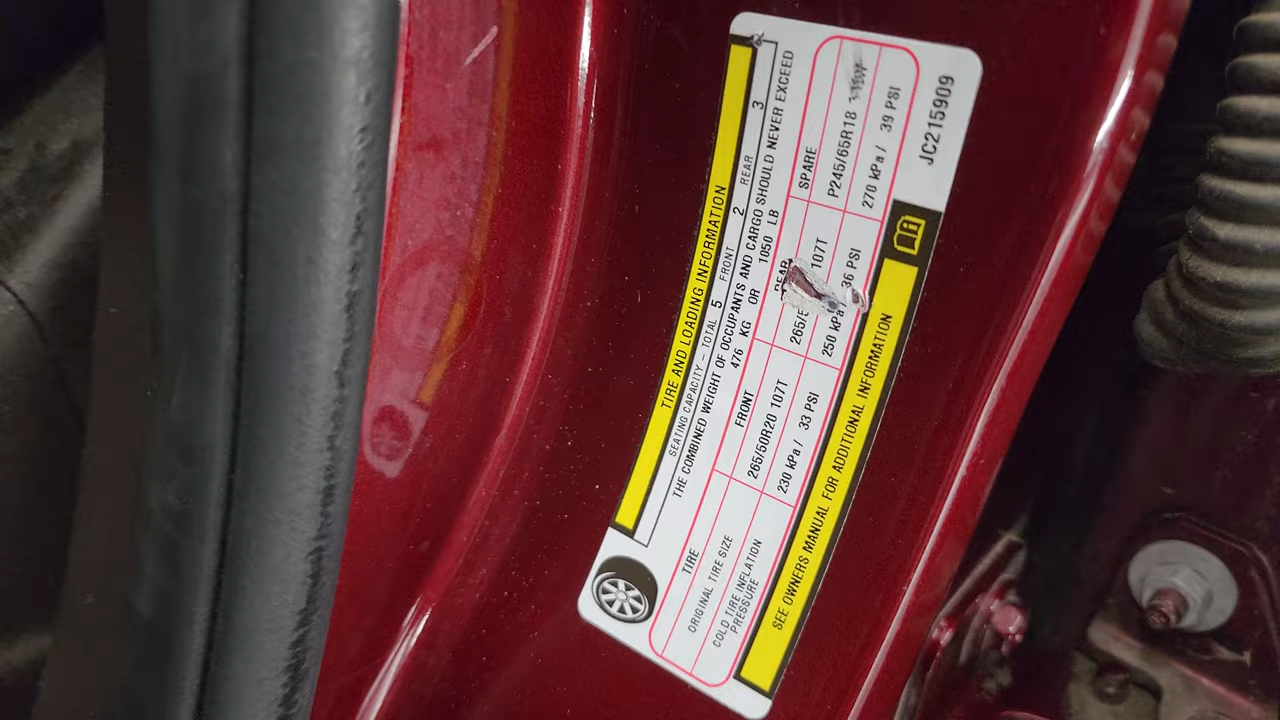 TIRE AND LOADING INFORMATION
SEATING CAPACITY – TOTAL 5 FRONT 2 REAR 3
THE COMBINED WEIGHT OF OCCUPANTS AND CARGO SHOULD NEVER EXCEED
476 KG OR 1050 LB
TIRE FRONT REAR SPARE
ORIGINAL TIRE SIZE 265/50R20 107T 107T P245/65R18
COLD TIRE INFLATION PRESSURE 230 kPa / 33 PSI 250 kPa 36 PSI 270 kPa / 39 PSI
SEE OWNERS MANUAL FOR ADDITIONAL INFORMATION
JC215909